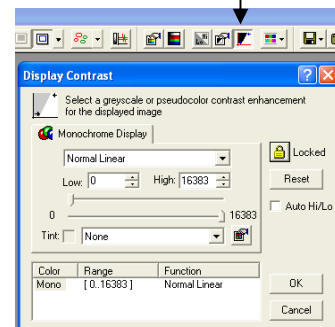 Display Contrast
Select a greyscale or pseudocolor contrast enhancement
for the displayed image
Monochrome Display
Normal Linear
Low: 0 High: 16383
0 16383
Tint: None
Locked
Reset
Auto Hi/Lo
Color Range Function
Mono [ 0..16383 ] Normal Linear
OK
Cancel